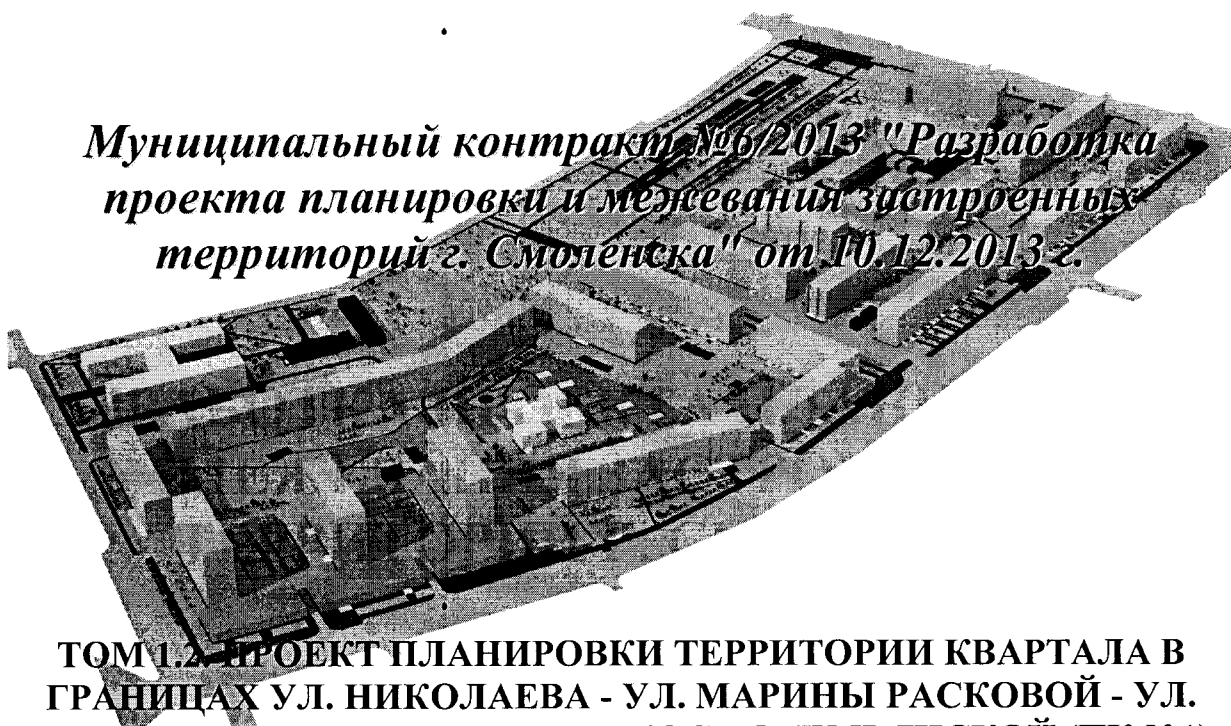 Муниципальный контракт №6/2013 "Разработка
проекта планировки и межевания застроенных
территорий г. Смоленска" от 10.12.2013 г.
ТОМ 1.2. ПРОЕКТ ПЛАНИРОВКИ ТЕРРИТОРИИ КВАРТАЛА В
ГРАНИЦАХ УЛ. НИКОЛАЕВА - УЛ. МАРИНЫ РАСКОВОЙ - УЛ.